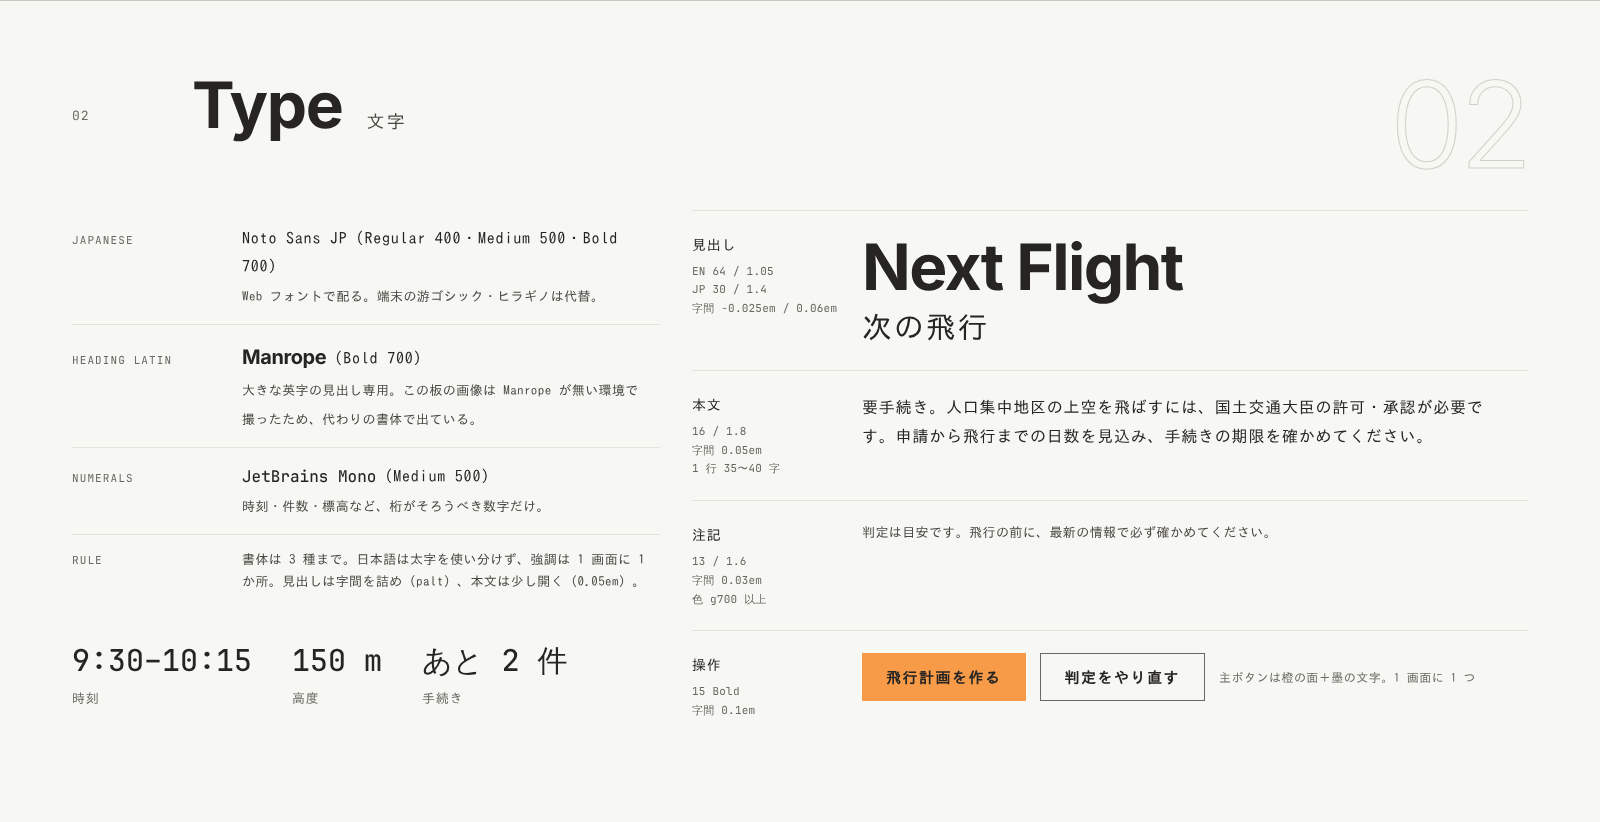 02
Type 文字
02
JAPANESE
Noto Sans JP (Regular 400・Medium 500・Bold
700)
Web フォントで配る。端末の游ゴシック・ヒラギノは代替。
HEADING LATIN
Manrope (Bold 700)
大きな英字の見出し専用。この板の画像は Manrope が無い環境で
撮ったため、代わりの書体で出ている。
NUMERALS
JetBrains Mono (Medium 500)
時刻・件数・標高など、桁がそろうべき数字だけ。
RULE
書体は 3 種まで。日本語は太字を使い分けず、強調は 1 画面に 1
か所。見出しは字間を詰め（palt）、本文は少し開く（0.05em）。
9:30–10:15
時刻
150 m
高度
あと 2 件
手続き
見出し
EN 64 / 1.05
JP 30 / 1.4
字間 -0.025em / 0.06em
Next Flight
次の飛行
本文
16 / 1.8
字間 0.05em
1 行 35〜40 字
要手続き。人口集中地区の上空を飛ばすには、国土交通大臣の許可・承認が必要で
す。申請から飛行までの日数を見込み、手続きの期限を確かめてください。
注記
13 / 1.6
字間 0.03em
色 g700 以上
判定は目安です。飛行の前に、最新の情報で必ず確かめてください。
操作
15 Bold
字間 0.1em
飛行計画を作る
判定をやり直す
主ボタンは橙の面＋墨の文字。1 画面に 1 つ